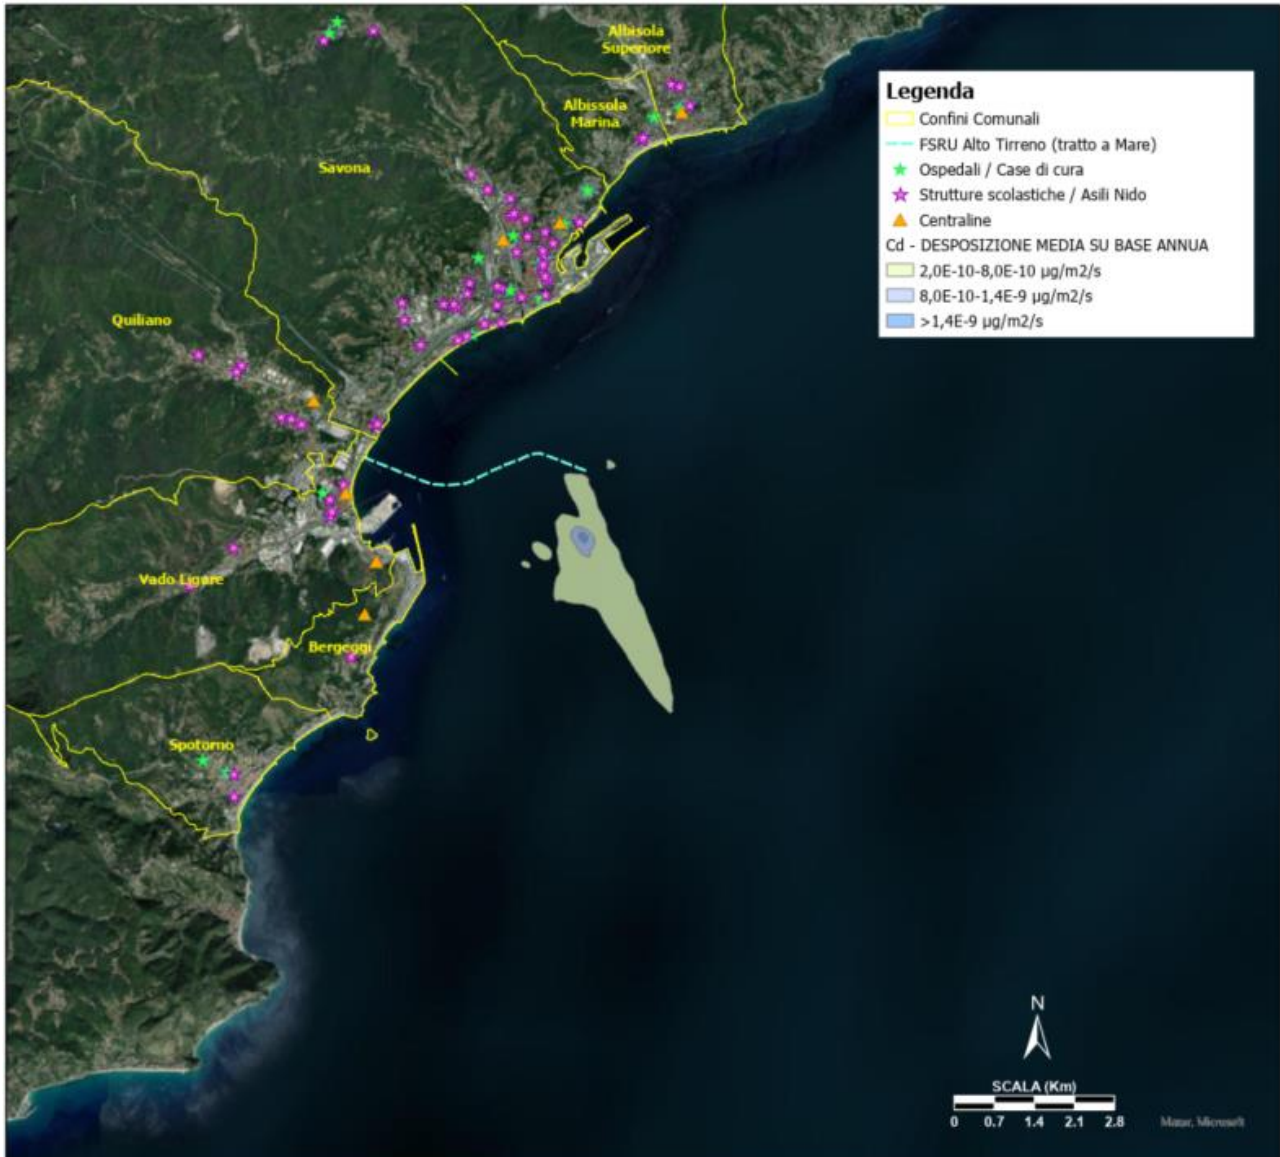 Albisola
Superiore
Albissola
Marina
Savona
Quiliano
Vado Ligure
Bergeggi
Spotorno
Legenda
Confini Comunali
FSRU Alto Tirreno (tratto a Mare)
Ospedali / Case di cura
Strutture scolastiche / Asili Nido
Centraline
Cd - DESPOSIZIONE MEDIA SU BASE ANNUA
2,0E-10-8,0E-10 µg/m2/s
8,0E-10-1,4E-9 µg/m2/s
>1,4E-9 µg/m2/s
N
SCALA (Km)
0 0.7 1.4 2.1 2.8
Maxar, Microsoft